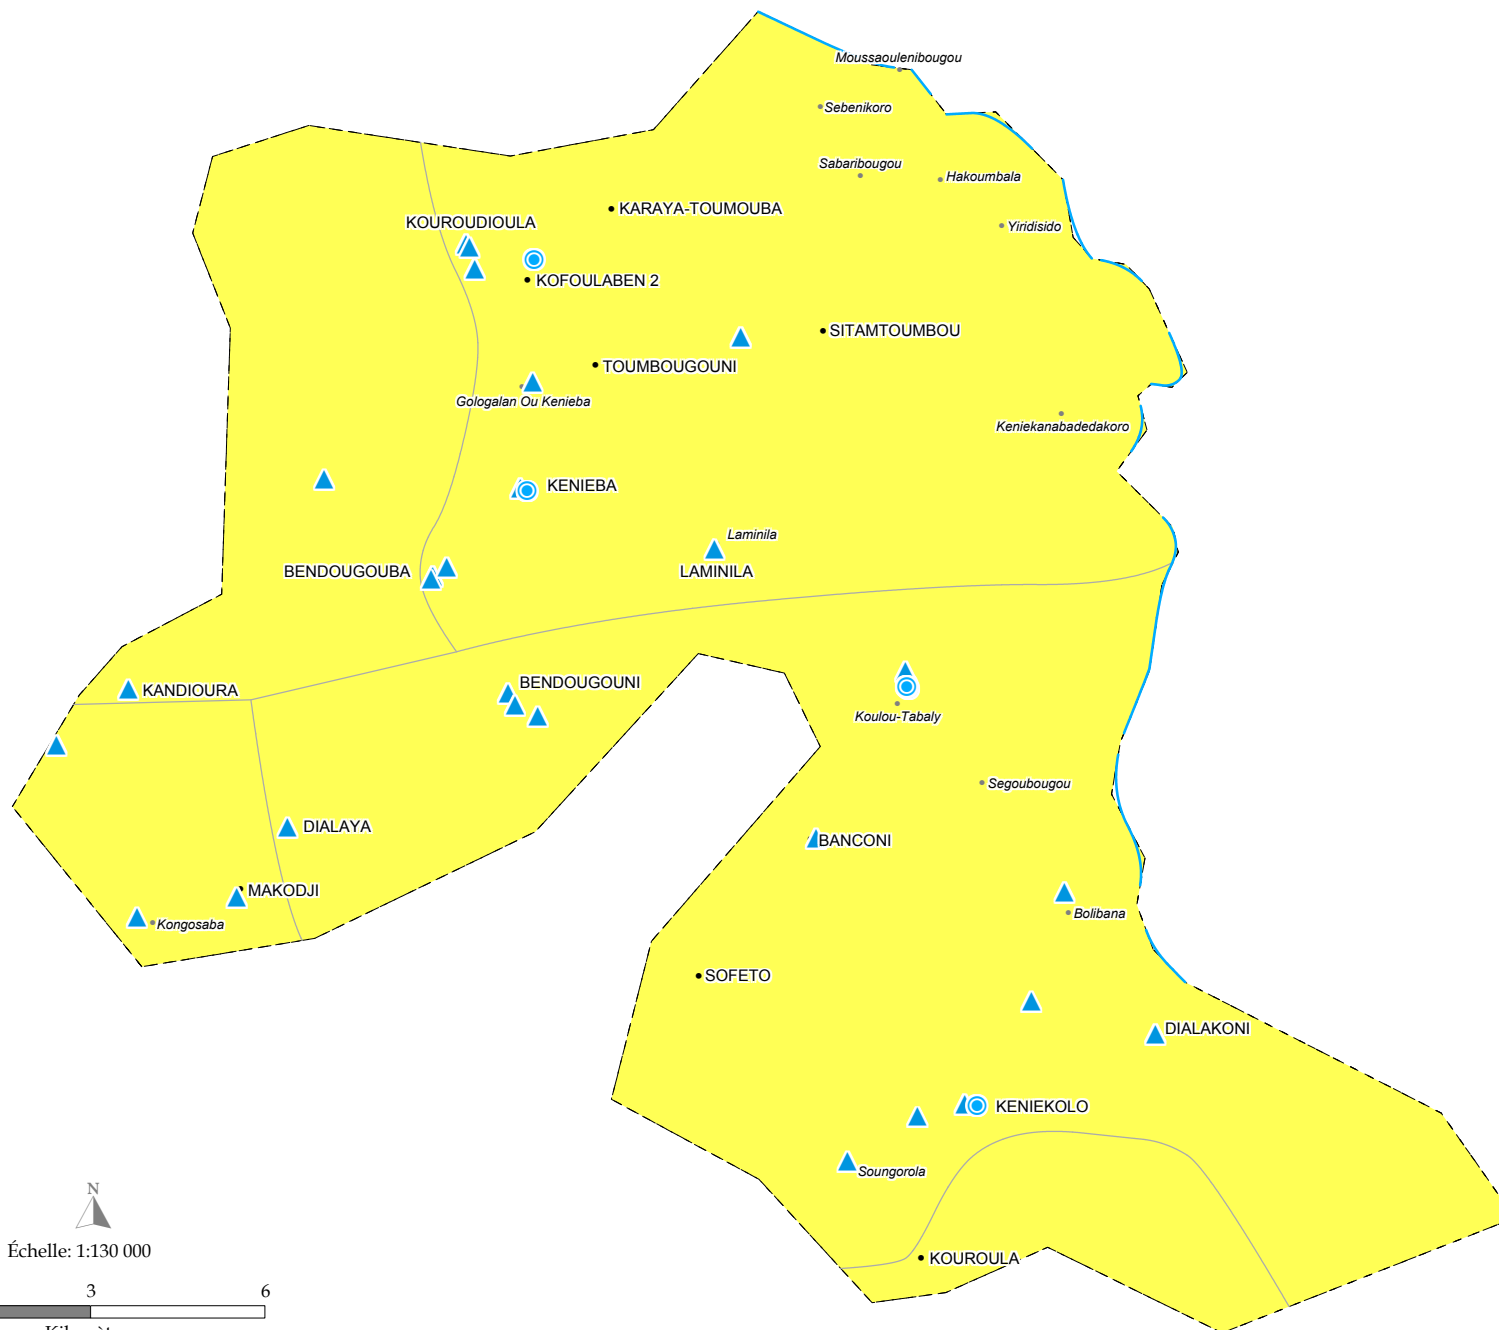 Moussaoulenibougou
Sebenikoro
Sabaribougou
Hakoumbala
KARAYA-TOUMOUBA
KOUROUDIOULA
Yiridisido
KOFOULABEN 2
SITAMTOUMBOU
TOUMBOUGOUNI
Gologalan Ou Kenieba
Keniekanabadedakoro
KENIEBA
Laminila
LAMINILA
BENDOUGOUBA
BENDOUGOUNI
KANDIOURA
Koulou-Tabaly
Segoubougou
DIALAYA
BANCONI
MAKODJI
Kongosaba
Bolibana
SOFETO
DIALAKONI
KENIEKOLO
Soungorola
N
Échelle: 1:130 000
KOUROULA
3 6